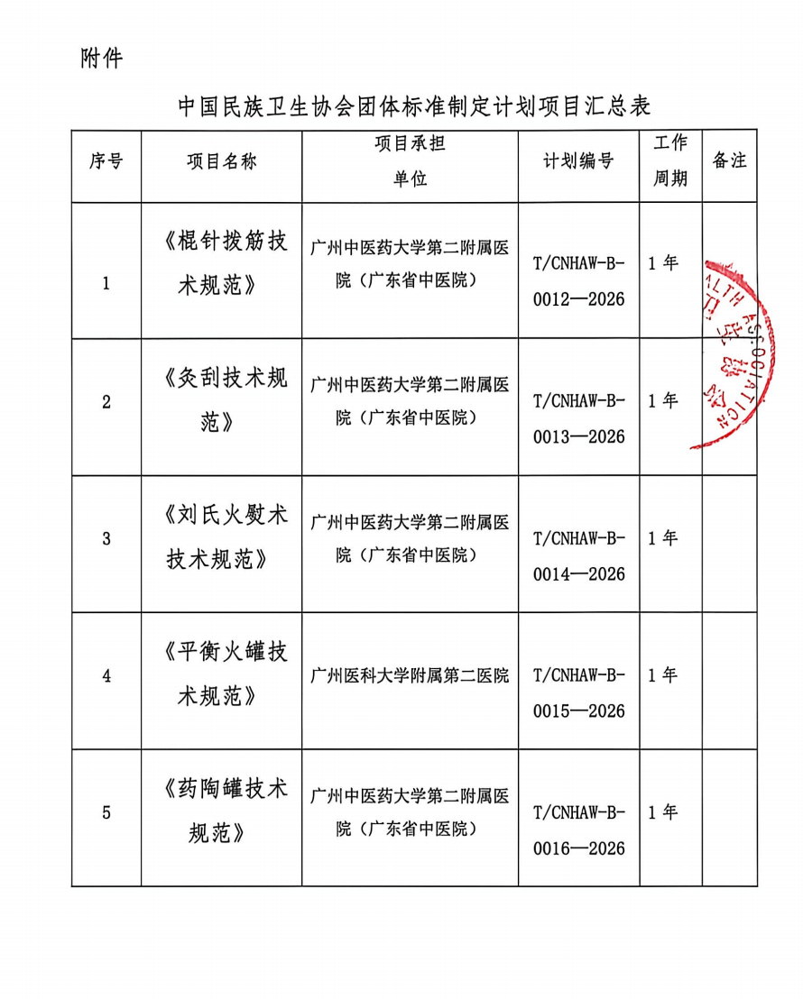 附件
中国民族卫生协会团体标准制定计划项目汇总表
序号
项目名称
项目承担
单位
计划编号
工作
周期
备注
1
《棍针拨筋技
术规范》
广州中医药大学第二附属医
院（广东省中医院）
T/CNHAW-B-
0012—2026
1 年
2
《灸刮技术规
范》
广州中医药大学第二附属医
院（广东省中医院）
T/CNHAW-B-
0013—2026
1 年
3
《刘氏火熨术
技术规范》
广州中医药大学第二附属医
院（广东省中医院）
T/CNHAW-B-
0014—2026
1 年
4
《平衡火罐技
术规范》
广州医科大学附属第二医院
T/CNHAW-B-
0015—2026
1 年
5
《药陶罐技术
规范》
广州中医药大学第二附属医
院（广东省中医院）
T/CNHAW-B-
0016—2026
1 年
ALTH ASSOCIATION
生协会